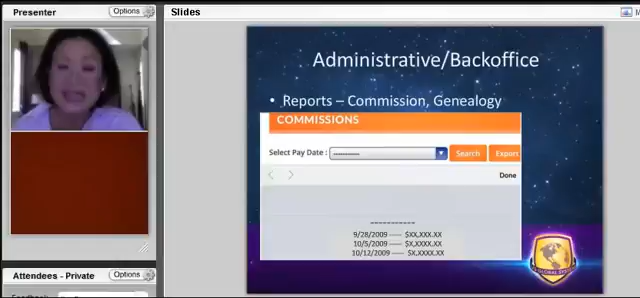 Presenter
Options
Slides
Administrative/Backoffice
• Reports – Commission, Genealogy
COMMISSIONS
Select Pay Date : ----------- Search Export
Done
-----------
9/28/2009 ----- $XX,XXX.XX
10/5/2009 ----- $X,XXXX.XX
10/12/2009 ----- $X,XXXX.XX
Attendees - Private
Options